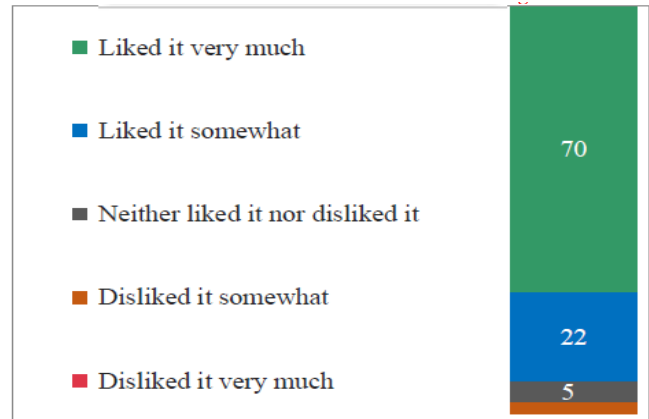 Liked it very much
70
Liked it somewhat
Neither liked it nor disliked it
Disliked it somewhat
22
Disliked it very much
5